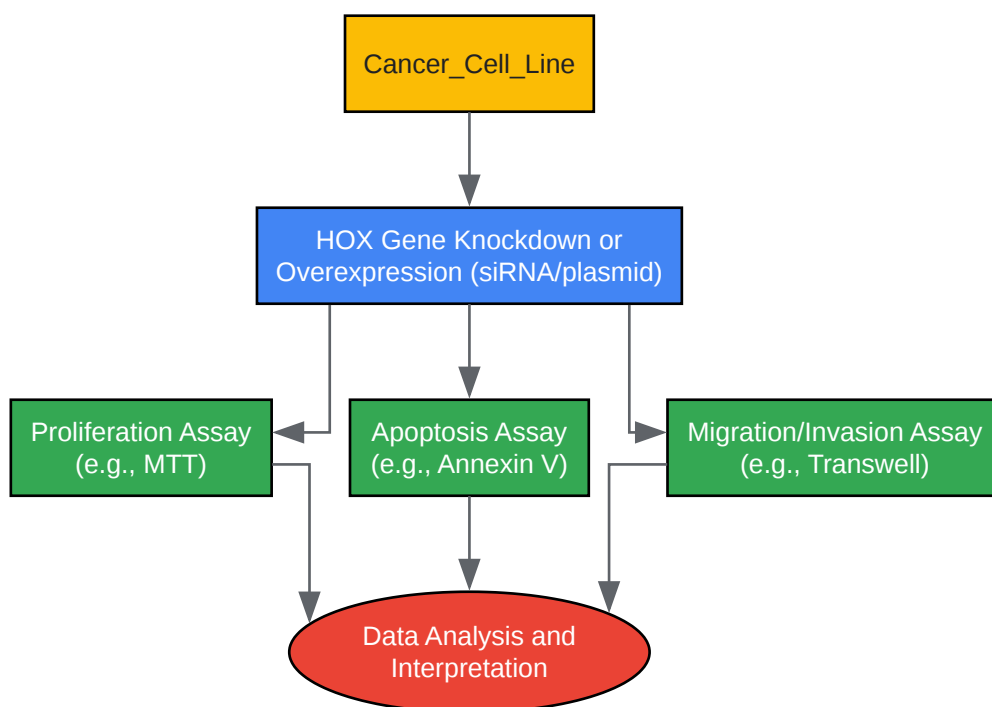 Cancer_Cell_Line
HOX Gene Knockdown or
Overexpression (siRNA/plasmid)
Proliferation Assay
(e.g., MTT)
Apoptosis Assay
(e.g., Annexin V)
Migration/Invasion Assay
(e.g., Transwell)
Data Analysis and
Interpretation